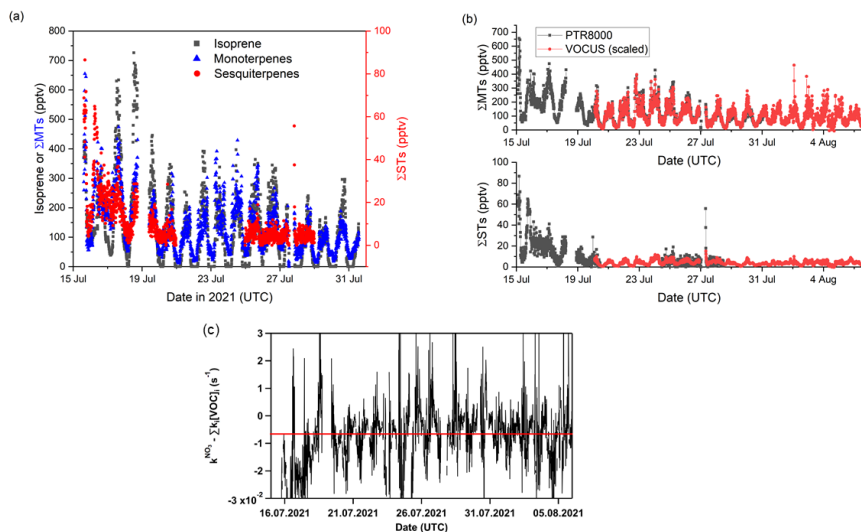 (a)
800
700
600
500
400
300
200
100
0
Isoprene or ΣMTs (pptv)
Isoprene
Monoterpenes
Sesquiterpenes
100
80
60
40
20
0
ΣSTs (pptv)
15 Jul 19 Jul 23 Jul 27 Jul 31 Jul
Date in 2021 (UTC)
(b)
PTR8000
VOCUS (scaled)
700
600
500
400
300
200
100
0
ΣMTs (pptv)
15 Jul 19 Jul 23 Jul 27 Jul 31 Jul 4 Aug
Date (UTC)
100
80
60
40
20
0
ΣSTs (pptv)
15 Jul 19 Jul 23 Jul 27 Jul 31 Jul 4 Aug
Date (UTC)
(c)
3
2
1
0
-1
-2
-3 x10⁻²
k^NO₃ - Σkᵢ[VOC]ᵢ (s⁻¹)
16.07.2021 21.07.2021 26.07.2021 31.07.2021 05.08.2021
Date (UTC)